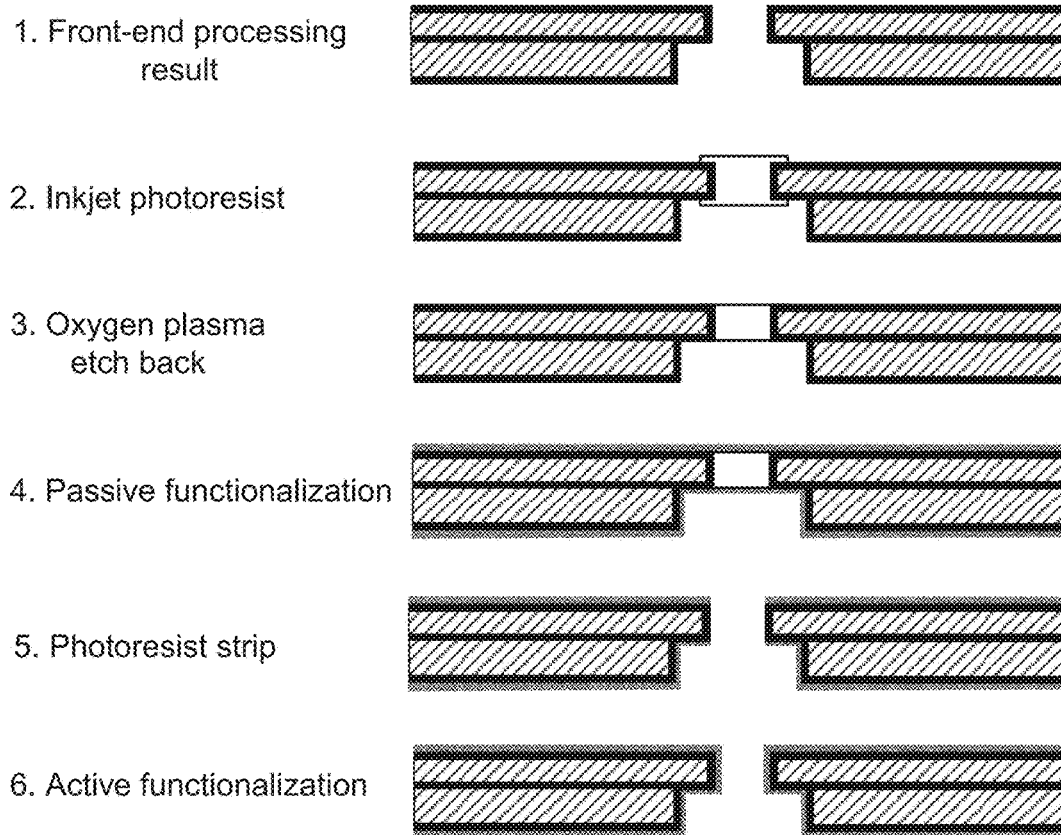 1. Front-end processing
result
2. Inkjet photoresist
3. Oxygen plasma
etch back
4. Passive functionalization
5. Photoresist strip
6. Active functionalization